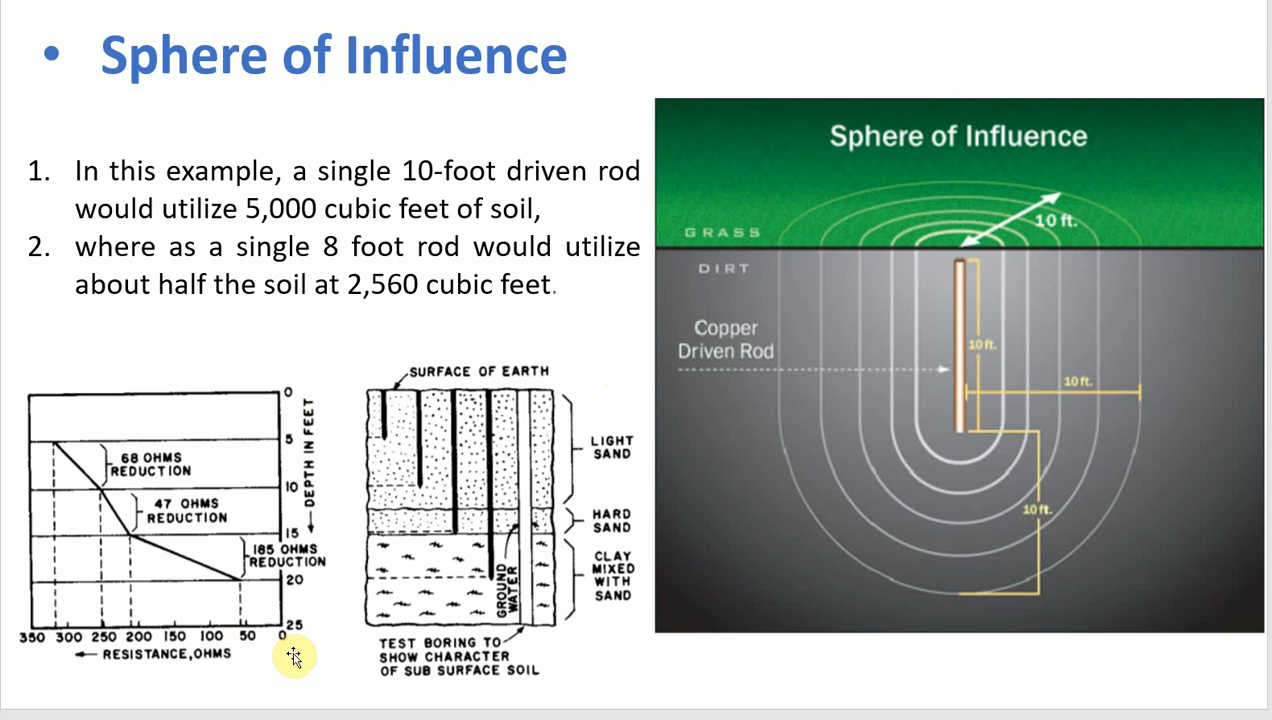 • Sphere of Influence
1. In this example, a single 10-foot driven rod
would utilize 5,000 cubic feet of soil,
2. where as a single 8 foot rod would utilize
about half the soil at 2,560 cubic feet.
Sphere of Influence
10 ft.
GRASS
DIRT
Copper
Driven Rod
10 ft.
10 ft.
10 ft.
0
5
10
15
20
25
DEPTH IN FEET
68 OHMS
REDUCTION
47 OHMS
REDUCTION
185 OHMS
REDUCTION
350 300 250 200 150 100 50 0
RESISTANCE, OHMS
SURFACE OF EARTH
LIGHT
SAND
HARD
SAND
CLAY
MIXED
WITH
SAND
GROUND
WATER
TEST BORING TO
SHOW CHARACTER
OF SUB SURFACE SOIL